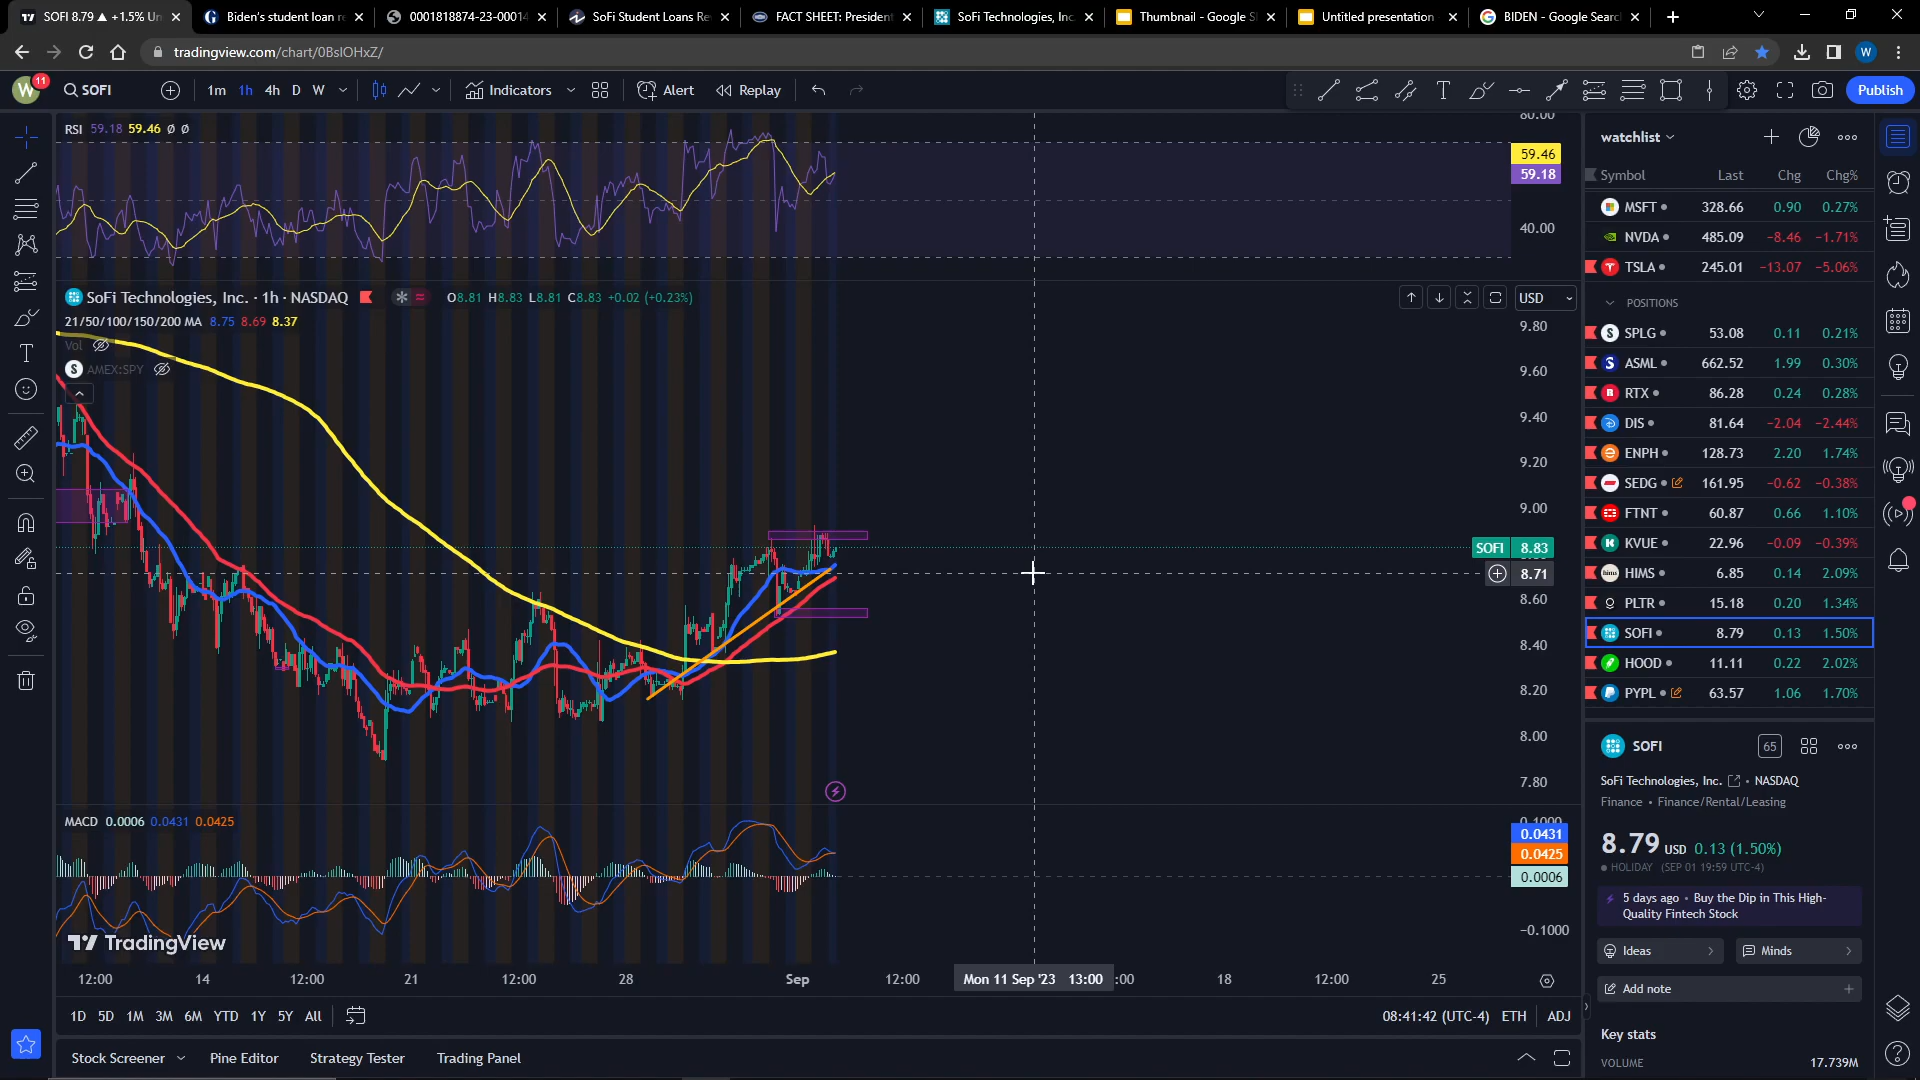 SOFI 8.79 ▲ +1.5% Un
Biden's student loan re
0001818874-23-00014
SoFi Student Loans Re
FACT SHEET: President
SoFi Technologies, Inc.
Thumbnail - Google Sl
Untitled presentation
BIDEN - Google Search
tradingview.com/chart/0BslOHxZ/
W
W 11 SOFI 1m 1h 4h D W Indicators Alert Replay Publish
RSI 59.18 59.46 Ø Ø
80.00
59.46
59.18
40.00
SoFi Technologies, Inc. · 1h · NASDAQ O8.81 H8.83 L8.81 C8.83 +0.02 (+0.23%)
USD
21/50/100/150/200 MA 8.75 8.69 8.37
Vol
AMEX:SPY
9.80
9.60
9.40
9.20
9.00
SOFI 8.83
8.71
8.60
8.40
8.20
8.00
7.80
MACD 0.0006 0.0431 0.0425
0.1000
0.0431
0.0425
0.0006
−0.1000
TradingView
12:00 14 12:00 21 12:00 28 Sep 12:00 Mon 11 Sep '23 13:00 :00 18 12:00 25
1D 5D 1M 3M 6M YTD 1Y 5Y All
08:41:42 (UTC-4) ETH ADJ
Stock Screener Pine Editor Strategy Tester Trading Panel
watchlist
Symbol Last Chg Chg%
MSFT 328.66 0.90 0.27%
NVDA 485.09 −8.46 −1.71%
TSLA 245.01 −13.07 −5.06%
POSITIONS
SPLG 53.08 0.11 0.21%
ASML 662.52 1.99 0.30%
RTX 86.28 0.24 0.28%
DIS 81.64 −2.04 −2.44%
ENPH 128.73 2.20 1.74%
SEDG 161.95 −0.62 −0.38%
FTNT 60.87 0.66 1.10%
KVUE 22.96 −0.09 −0.39%
hims HIMS 6.85 0.14 2.09%
PLTR 15.18 0.20 1.34%
SOFI 8.79 0.13 1.50%
HOOD 11.11 0.22 2.02%
PYPL 63.57 1.06 1.70%
SOFI 65
SoFi Technologies, Inc. • NASDAQ
Finance • Finance/Rental/Leasing
8.79 USD 0.13 (1.50%)
HOLIDAY (SEP 01 19:59 UTC-4)
5 days ago • Buy the Dip in This High-
Quality Fintech Stock
Ideas Minds
Add note
Key stats
VOLUME 17.739M